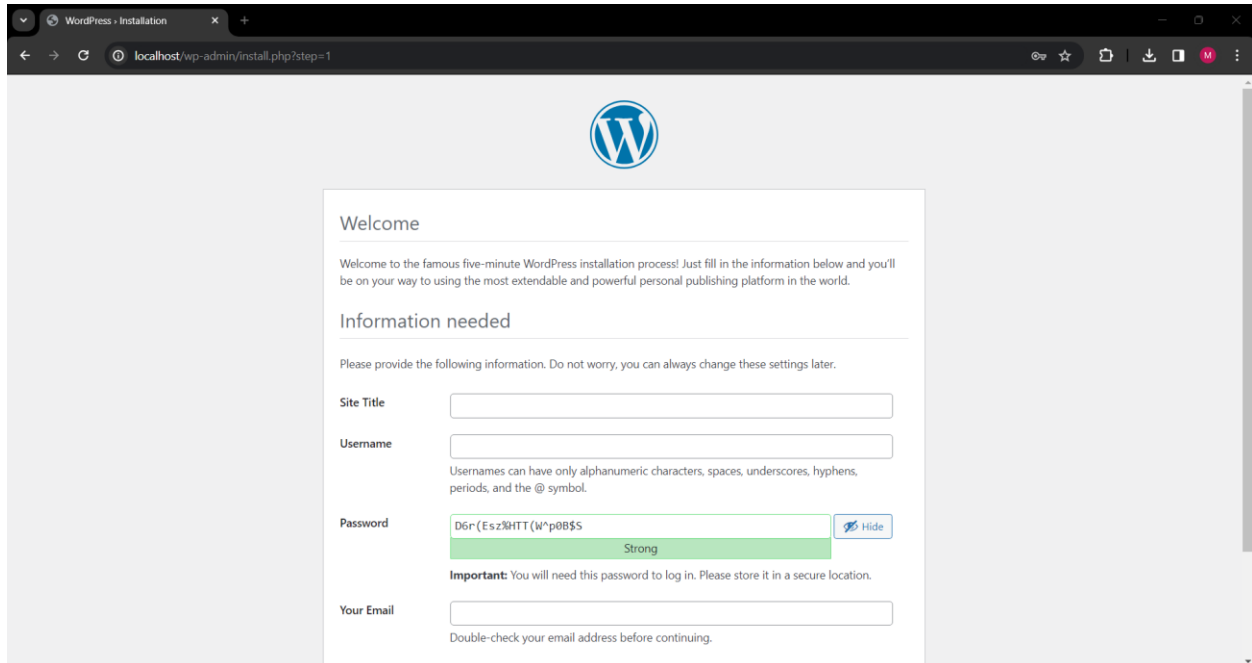 WordPress › Installation
localhost/wp-admin/install.php?step=1
M
Welcome
Welcome to the famous five-minute WordPress installation process! Just fill in the information below and you'll
be on your way to using the most extendable and powerful personal publishing platform in the world.
Information needed
Please provide the following information. Do not worry, you can always change these settings later.
Site Title
Username
Usernames can have only alphanumeric characters, spaces, underscores, hyphens,
periods, and the @ symbol.
Password D6r(Esz%HTT(W^p0B$S Hide
Strong
Important: You will need this password to log in. Please store it in a secure location.
Your Email
Double-check your email address before continuing.